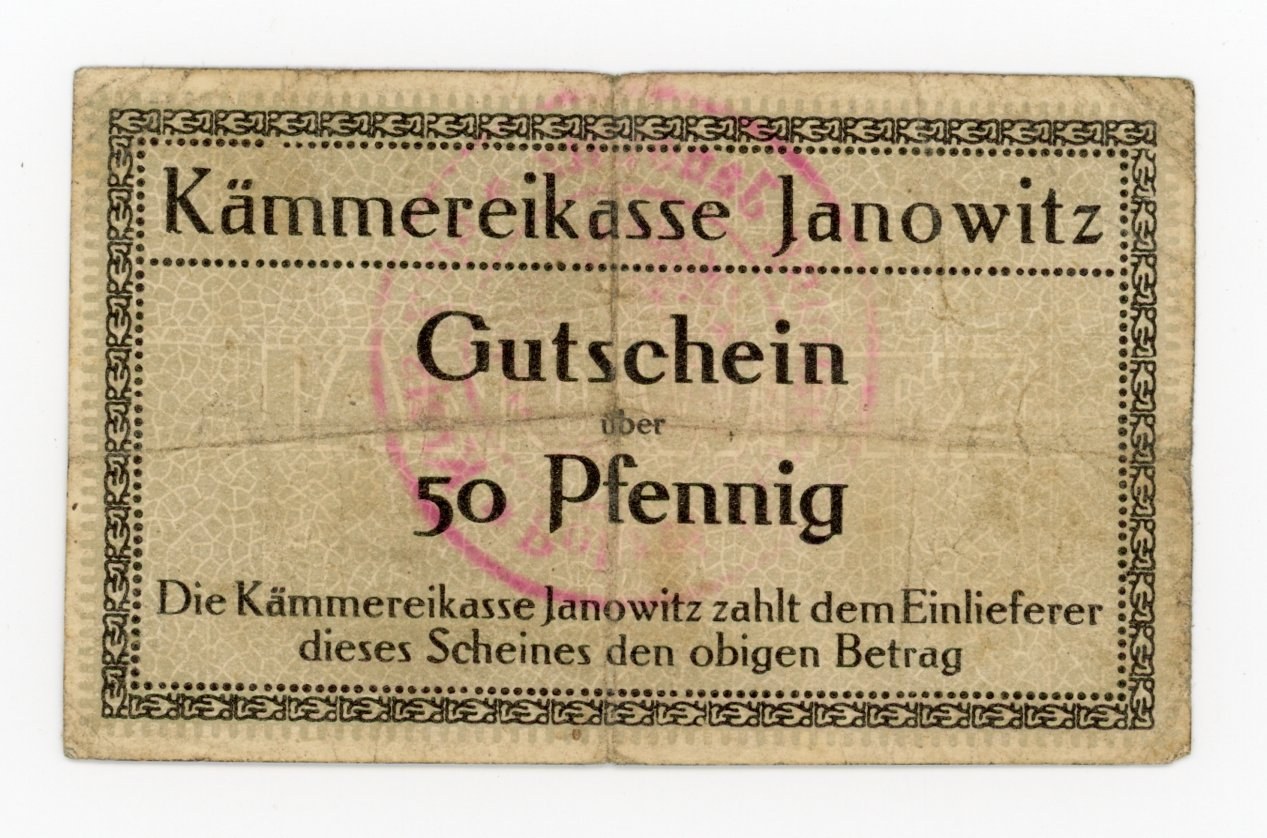 Kämmereikasse Janowitz
Gutschein
über
50 Pfennig
Die Kämmereikasse Janowitz zahlt dem Einlieferer
dieses Scheines den obigen Betrag